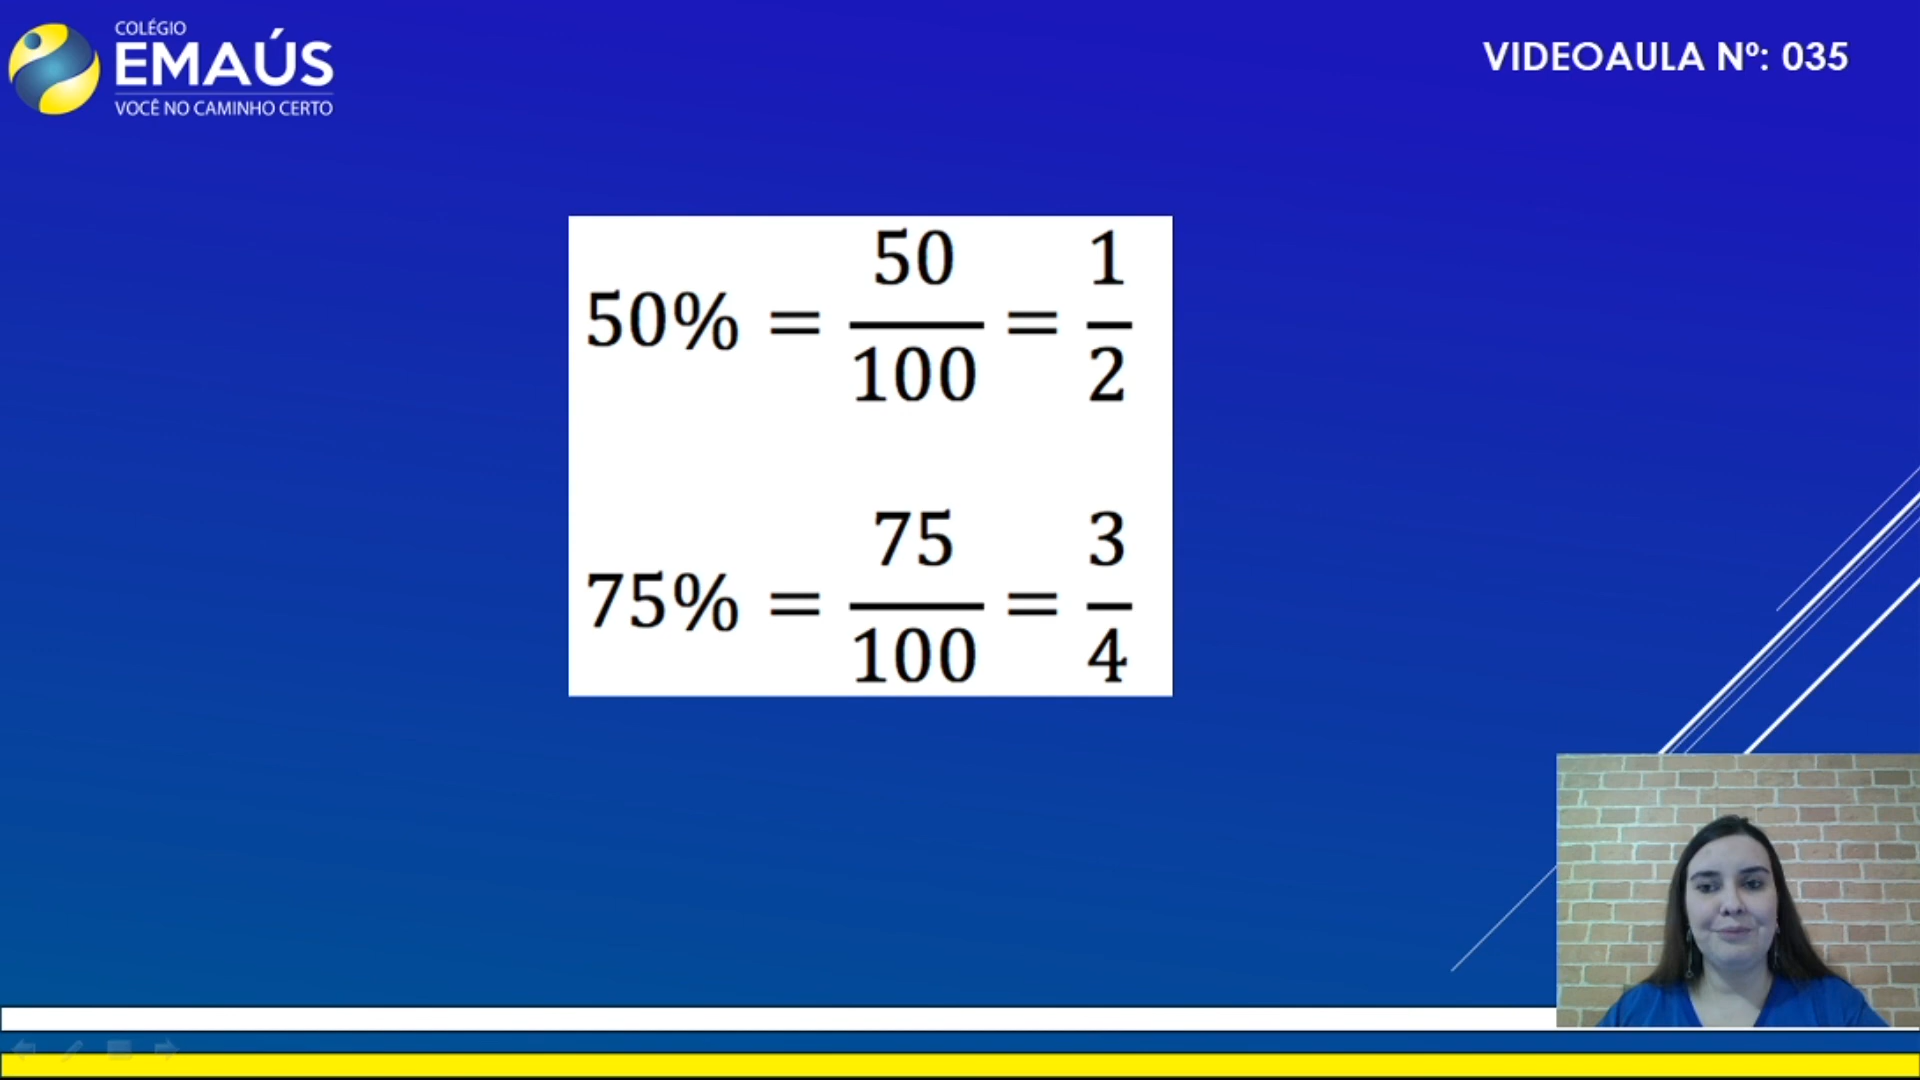 COLÉGIO
EMAÚS
VOCÊ NO CAMINHO CERTO
VIDEOAULA Nº: 035
50% = 50/100 = 1/2
75% = 75/100 = 3/4